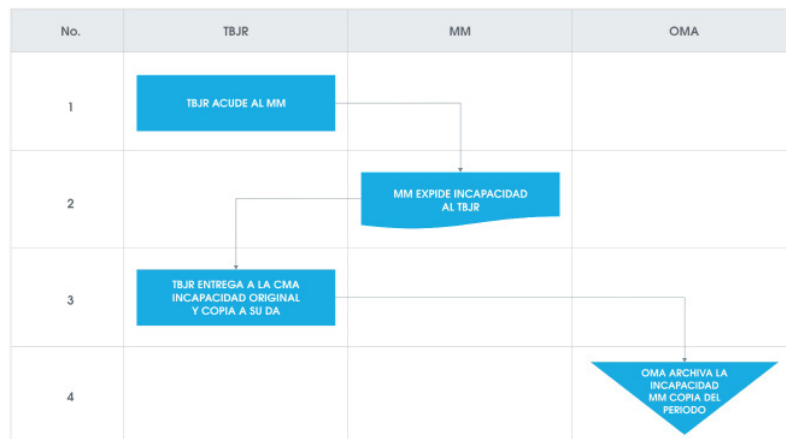 No. TBJR MM OMA
1
TBJR ACUDE AL MM
2
MM EXPIDE INCAPACIDAD
AL TBJR
3
TBJR ENTREGA A LA CMA
INCAPACIDAD ORIGINAL
Y COPIA A SU DA
4
OMA ARCHIVA LA
INCAPACIDAD
MM COPIA DEL
PERIODO